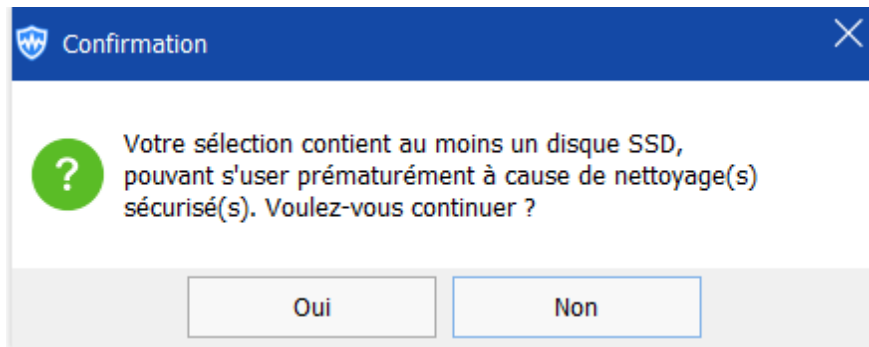 Confirmation
Votre sélection contient au moins un disque SSD,
pouvant s'user prématurément à cause de nettoyage(s)
sécurisé(s). Voulez-vous continuer ?
Oui
Non